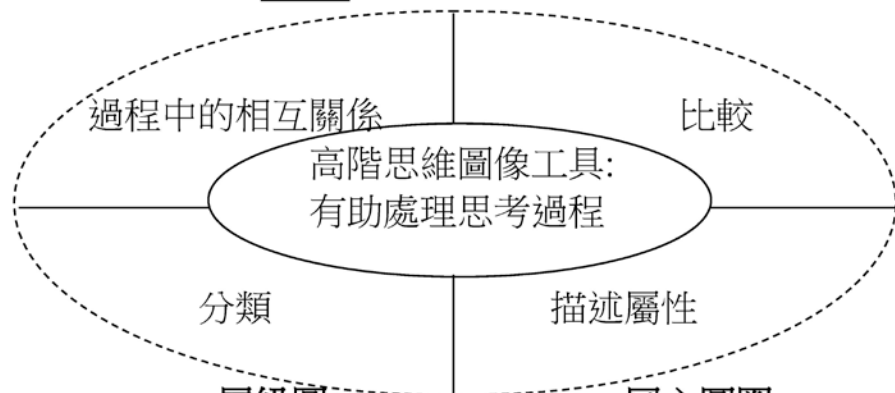 過程中的相互關係
比較
高階思維圖像工具:
有助處理思考過程
分類
描述屬性